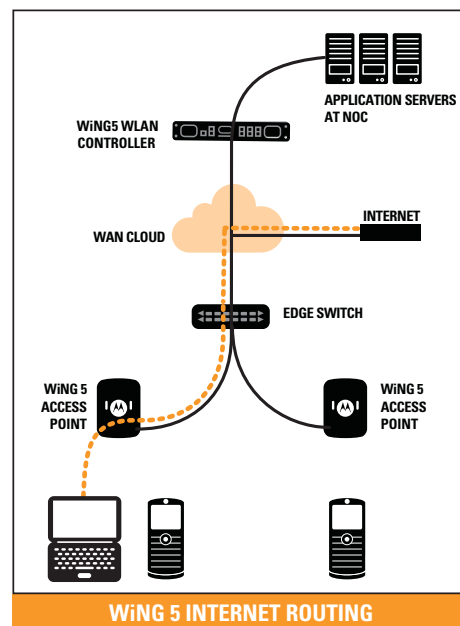 APPLICATION SERVERS
AT NOC
WiNG5 WLAN
CONTROLLER
INTERNET
WAN CLOUD
EDGE SWITCH
WiNG 5
ACCESS
POINT
WiNG 5
ACCESS
POINT
WiNG 5 INTERNET ROUTING